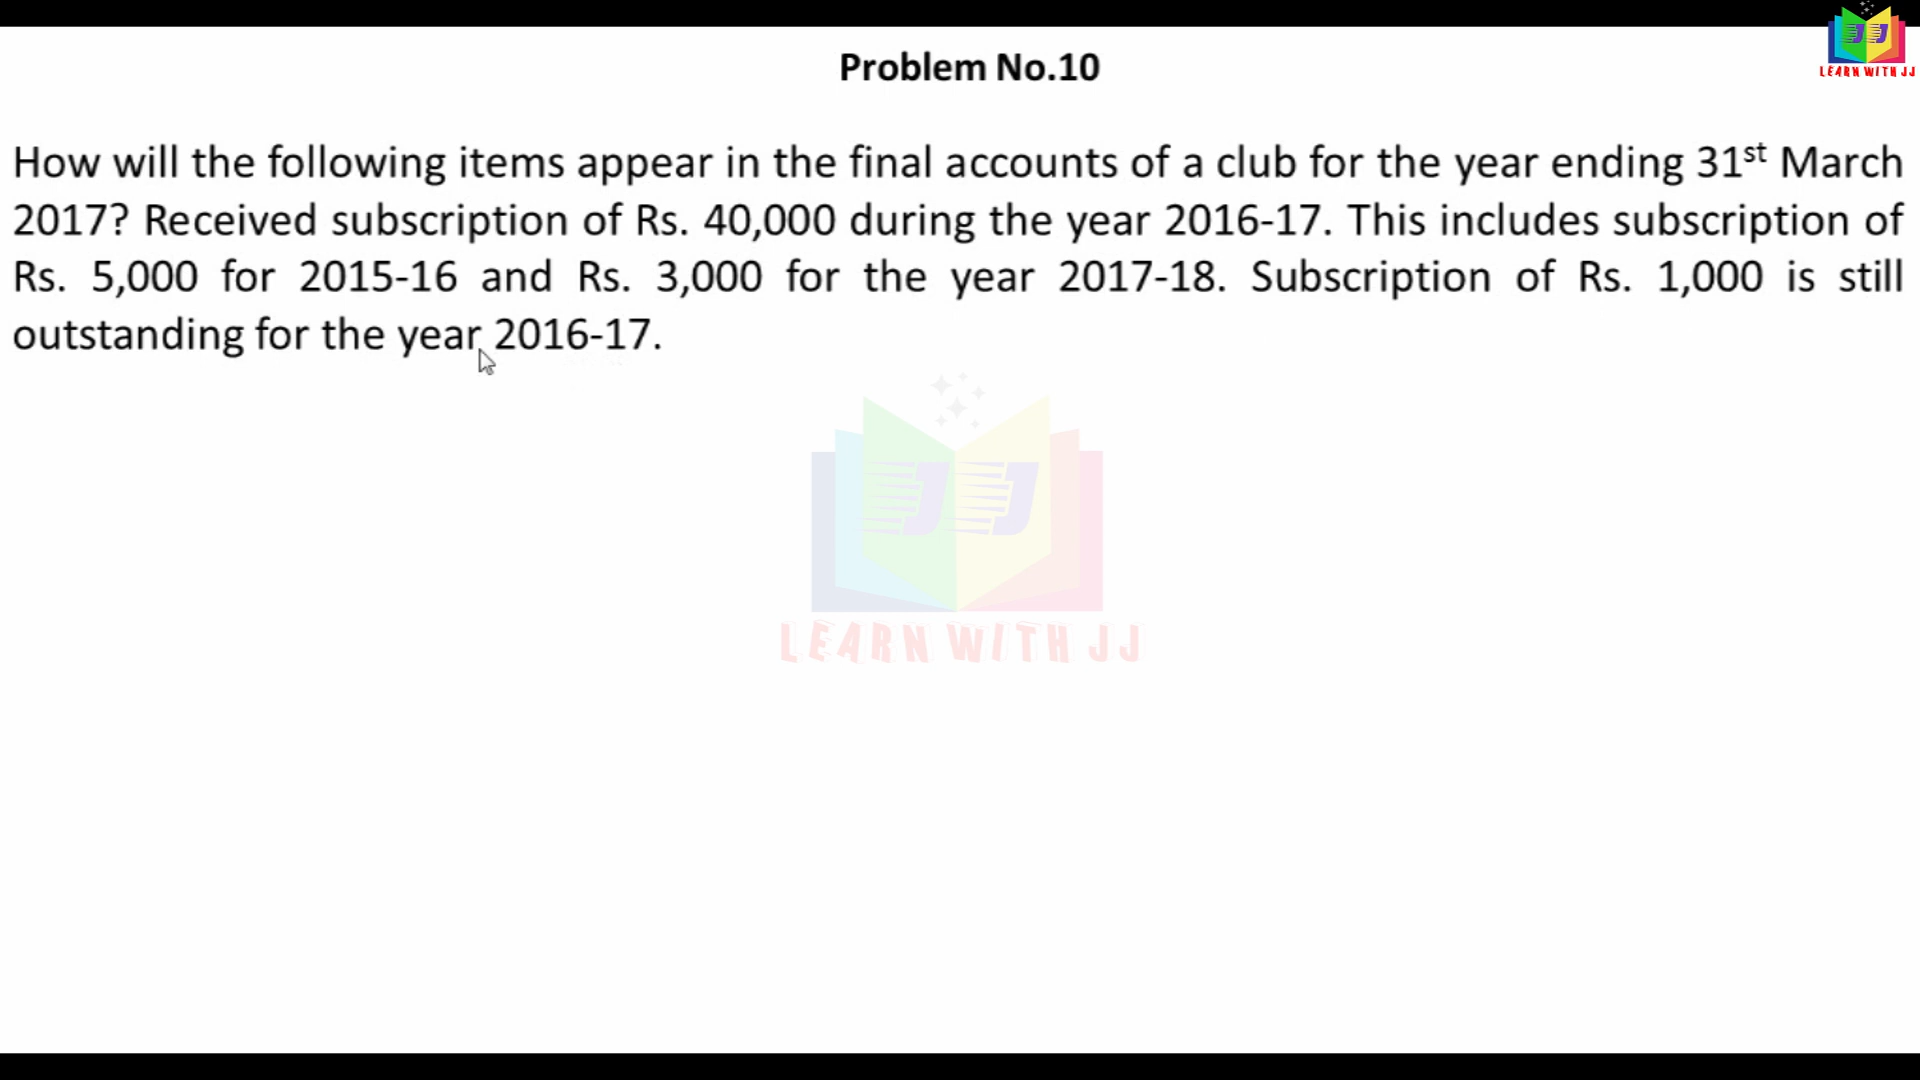 LEARN WITH JJ
Problem No.10
How will the following items appear in the final accounts of a club for the year ending 31st March
2017? Received subscription of Rs. 40,000 during the year 2016-17. This includes subscription of
Rs. 5,000 for 2015-16 and Rs. 3,000 for the year 2017-18. Subscription of Rs. 1,000 is still
outstanding for the year 2016-17.
JJ
LEARN WITH JJ